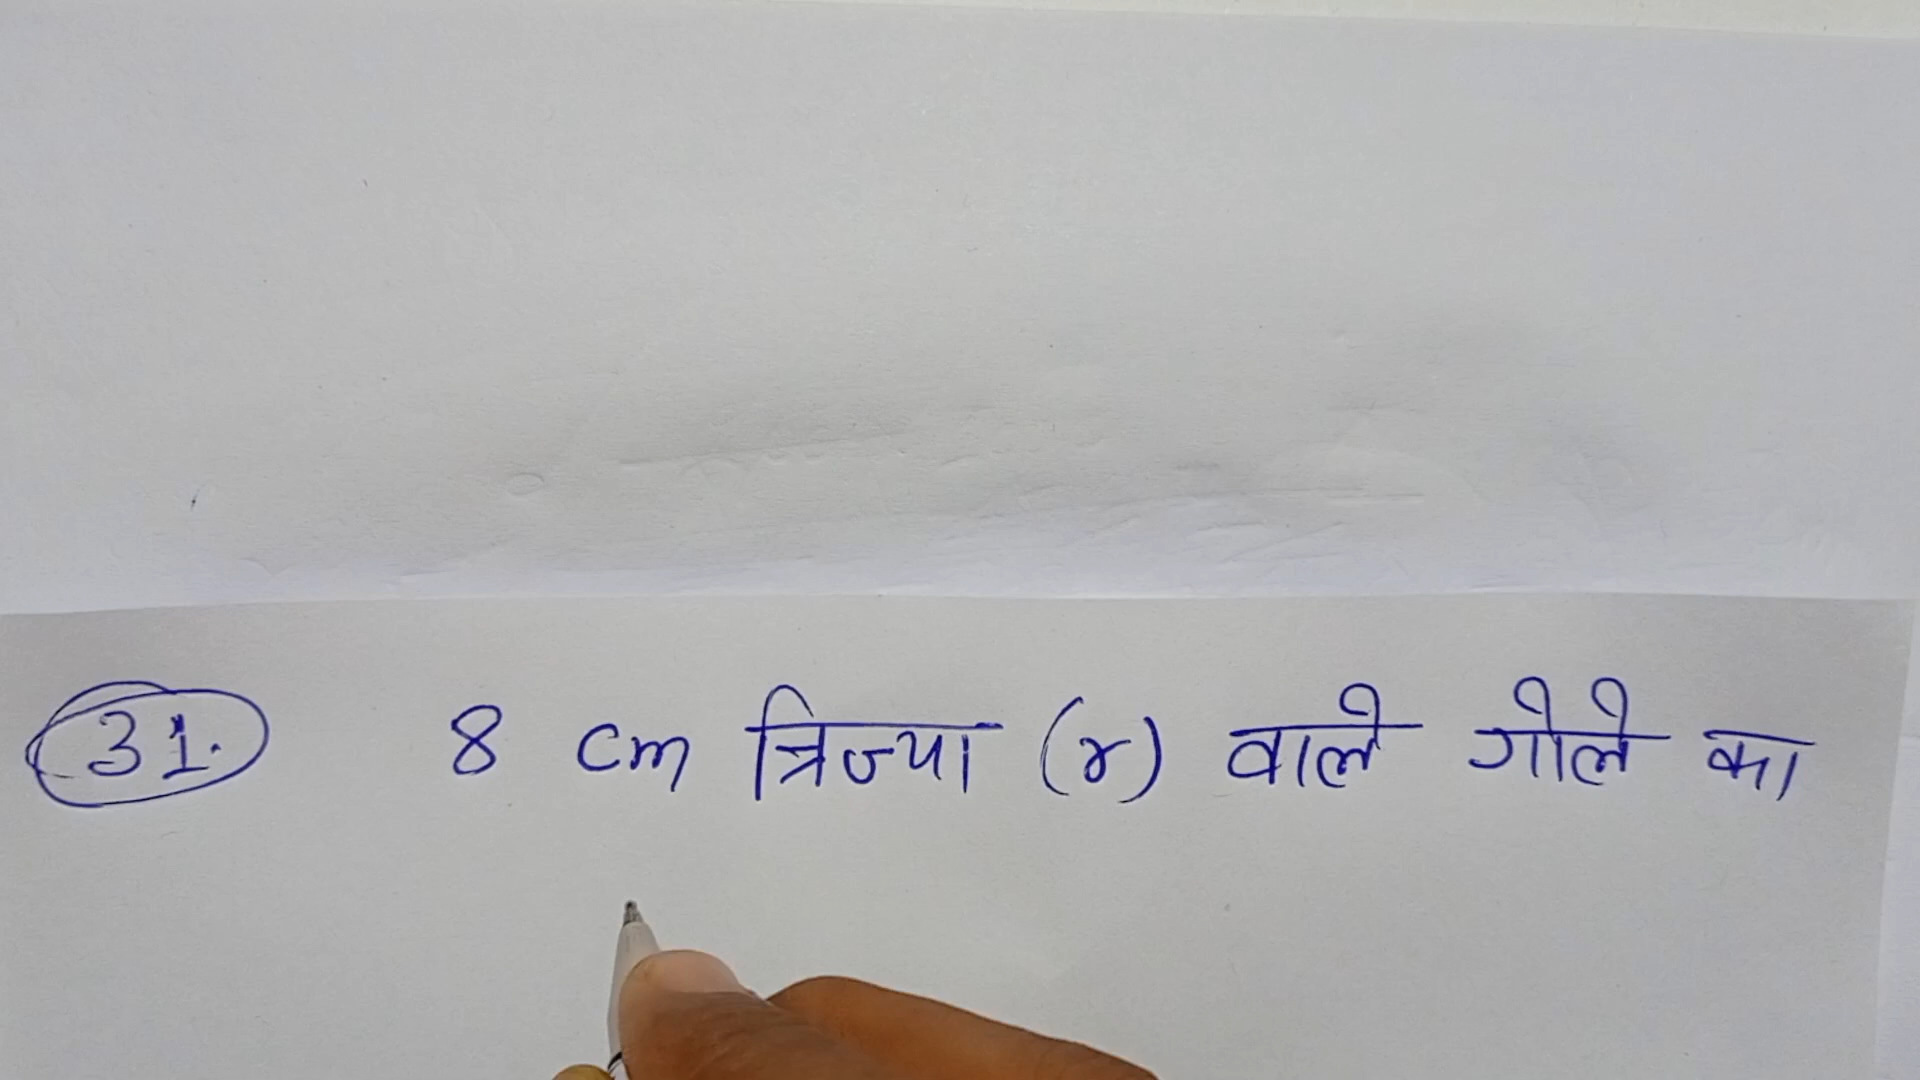 31. 8 cm त्रिज्या (r) वाले गोले का